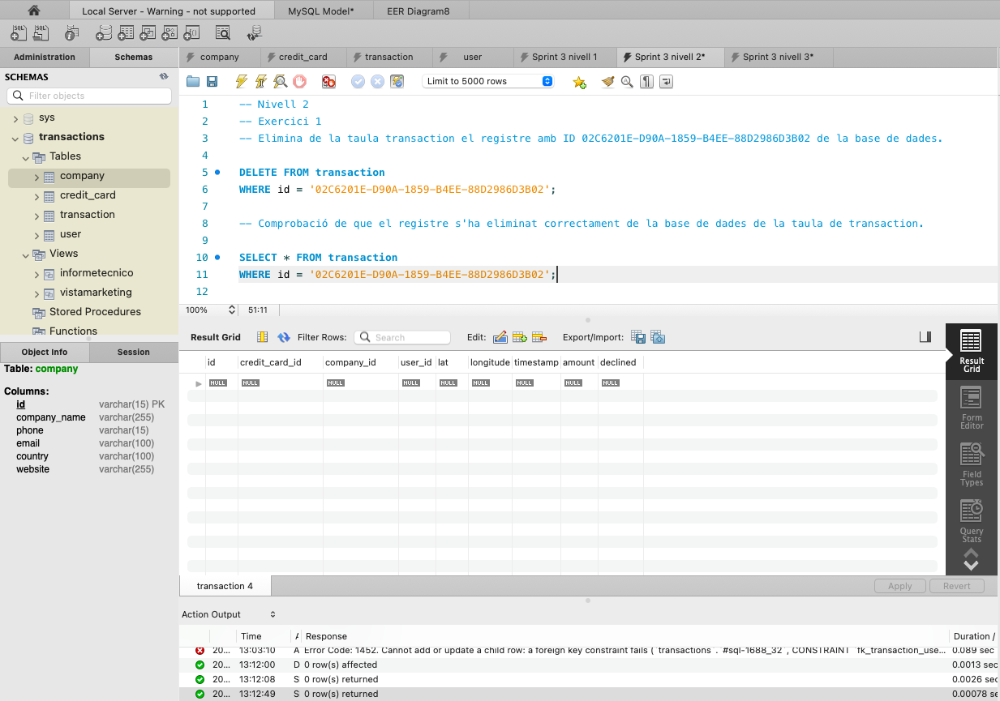 Local Server - Warning - not supported MySQL Model* EER Diagram8
Administration Schemas company credit_card transaction user Sprint 3 nivell 1 Sprint 3 nivell 2* Sprint 3 nivell 3*
SCHEMAS
Filter objects
sys
transactions
Tables
company
credit_card
transaction
user
Views
informetecnico
vistamarketing
Stored Procedures
Functions
Object Info Session
Table: company
Columns:
id varchar(15) PK
company_name varchar(255)
phone varchar(15)
email varchar(100)
country varchar(100)
website varchar(255)
Limit to 5000 rows
1 -- Nivell 2
2 -- Exercici 1
3 -- Elimina de la taula transaction el registre amb ID 02C6201E-D90A-1859-B4EE-88D2986D3B02 de la base de dades.
4
5 DELETE FROM transaction
6 WHERE id = '02C6201E-D90A-1859-B4EE-88D2986D3B02';
7
8 -- Comprobació de que el registre s'ha eliminat correctament de la base de dades de la taula de transaction.
9
10 SELECT * FROM transaction
11 WHERE id = '02C6201E-D90A-1859-B4EE-88D2986D3B02';
12
100% 51:11
Result Grid Filter Rows: Search Edit: Export/Import:
id credit_card_id company_id user_id lat longitude timestamp amount declined
NULL NULL NULL NULL NULL NULL NULL NULL NULL
Result
Grid
Form
Editor
Field
Types
Query
Stats
transaction 4 Apply Revert
Action Output
Time A Response Duration /
20... 13:03:10 A Error Code: 1452. Cannot add or update a child row: a foreign key constraint fails (`transactions`.`#sql-1688_32`, CONSTRAINT `fk_transaction_use... 0.089 sec
20... 13:12:00 D 0 row(s) affected 0.0013 sec
20... 13:12:08 S 0 row(s) returned 0.0026 sec
20... 13:12:49 S 0 row(s) returned 0.00078 se